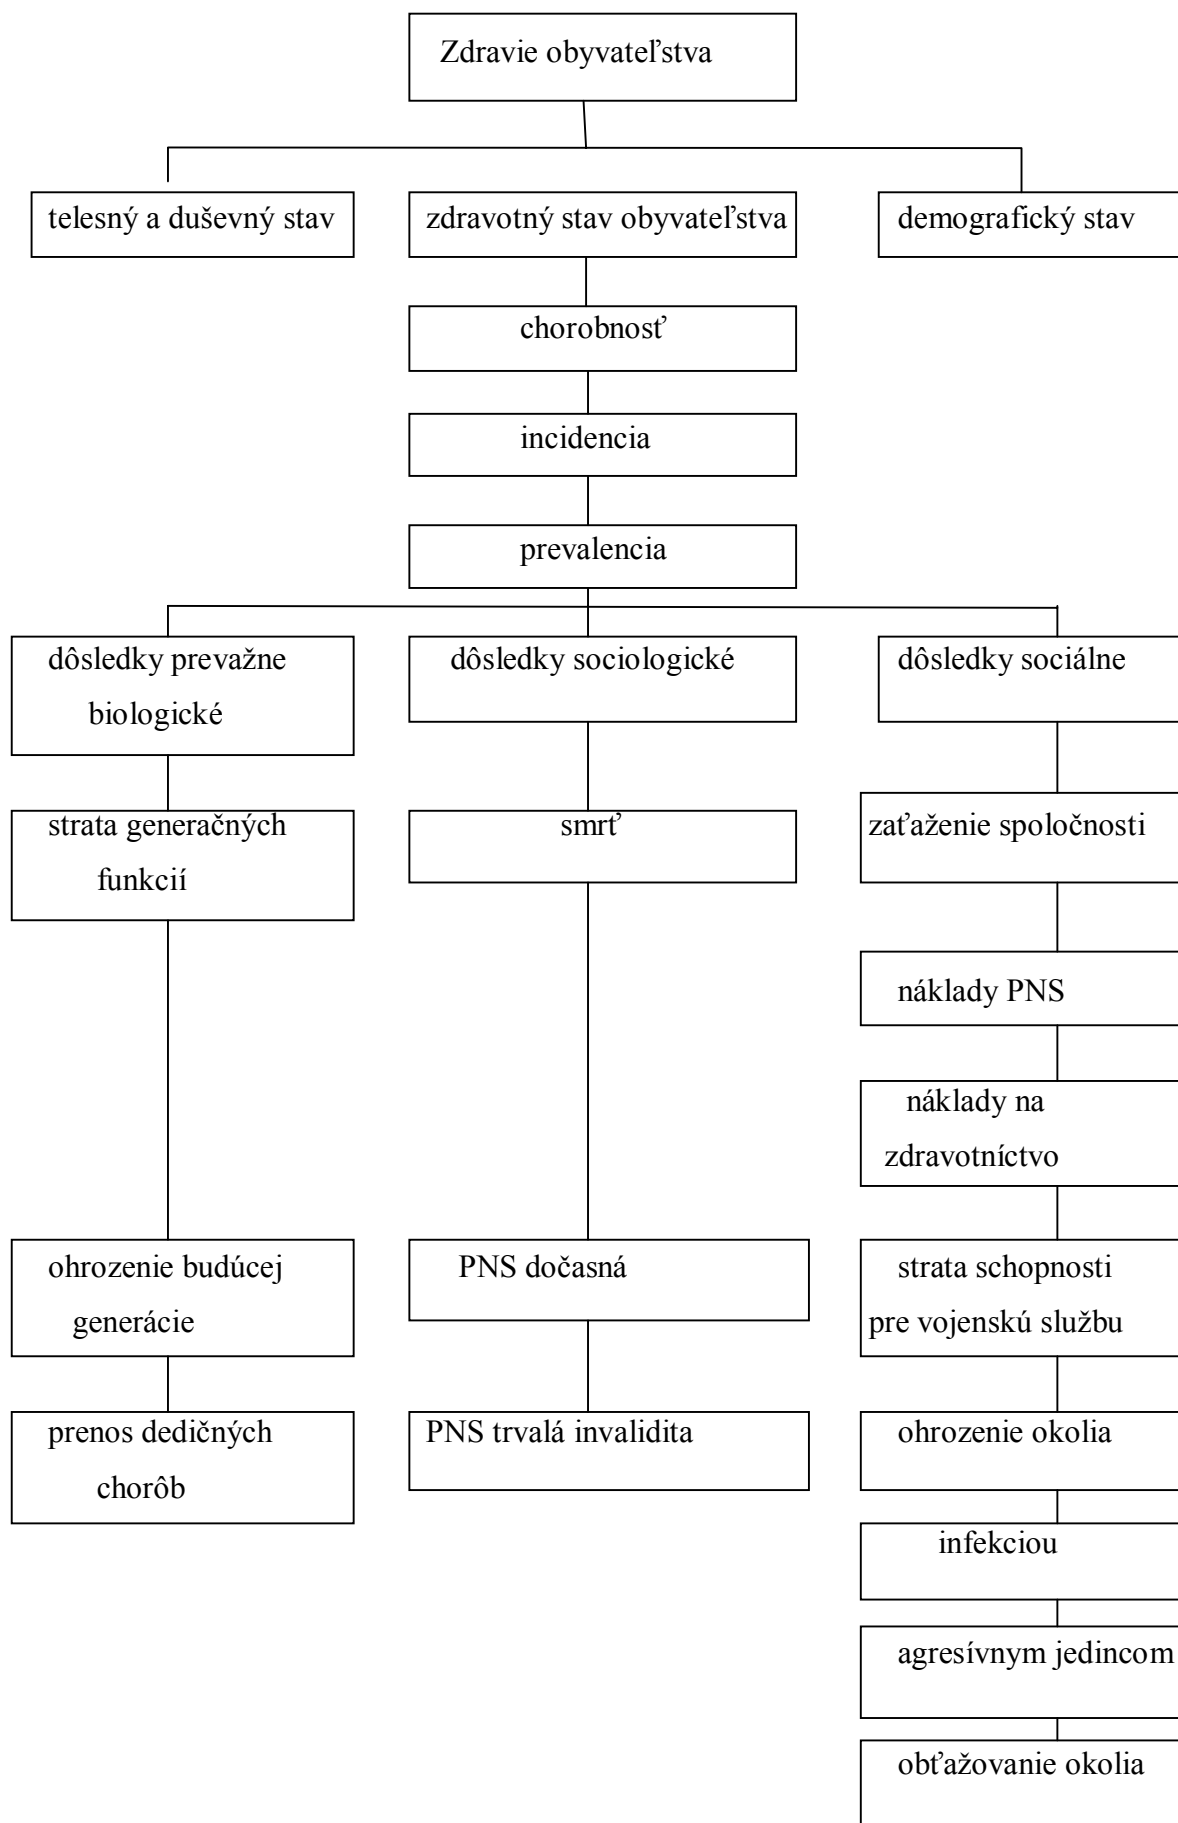 Zdravie obyvateľstva
telesný a duševný stav
zdravotný stav obyvateľstva
demografický stav
chorobnosť
incidencia
prevalencia
dôsledky prevažne
biologické
dôsledky sociologické
dôsledky sociálne
strata generačných
funkcií
smrť
zaťaženie spoločnosti
náklady PNS
náklady na
zdravotníctvo
ohrozenie budúcej
generácie
PNS dočasná
strata schopnosti
pre vojenskú službu
prenos dedičných
chorôb
PNS trvalá invalidita
ohrozenie okolia
infekciou
agresívnym jedincom
obťažovanie okolia